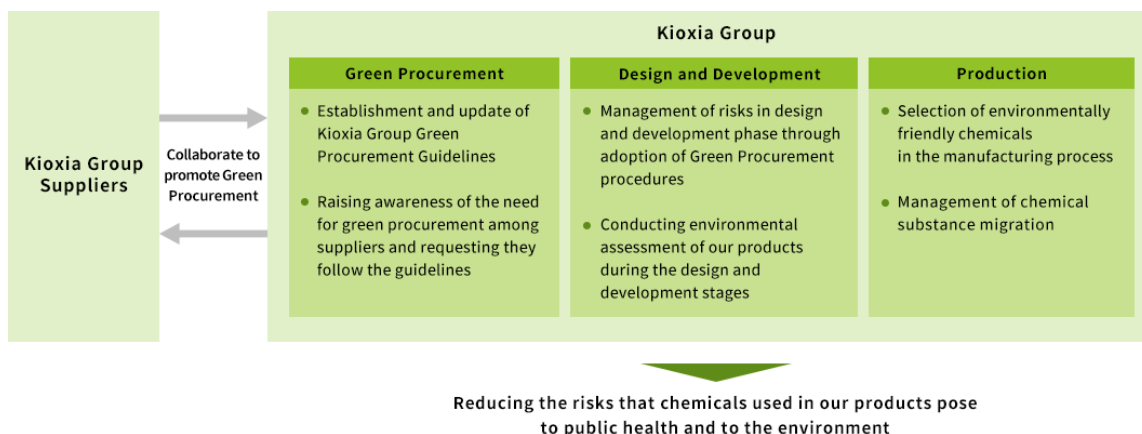 Kioxia Group
Suppliers
Collaborate to
promote Green
Procurement
Kioxia Group
Green Procurement
Establishment and update of
Kioxia Group Green
Procurement Guidelines
Raising awareness of the need
for green procurement among
suppliers and requesting they
follow the guidelines
Design and Development
Management of risks in design
and development phase through
adoption of Green Procurement
procedures
Conducting environmental
assessment of our products
during the design and
development stages
Production
Selection of environmentally
friendly chemicals
in the manufacturing process
Management of chemical
substance migration
Reducing the risks that chemicals used in our products pose
to public health and to the environment